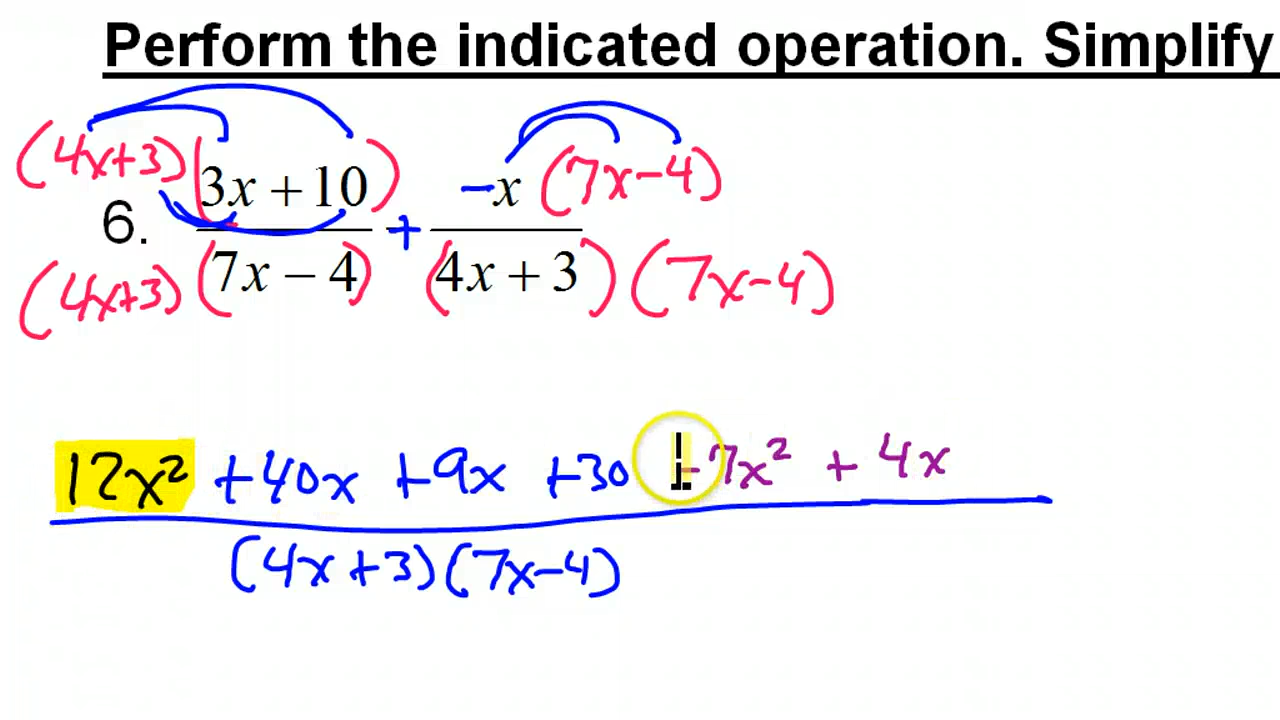 Perform the indicated operation. Simplify
(4x+3)(3x + 10) -x(7x-4)
6. +
(4x+3)(7x − 4) (4x + 3)(7x-4)
12x² +40x +9x +30 -7x² + 4x
(4x+3)(7x-4)